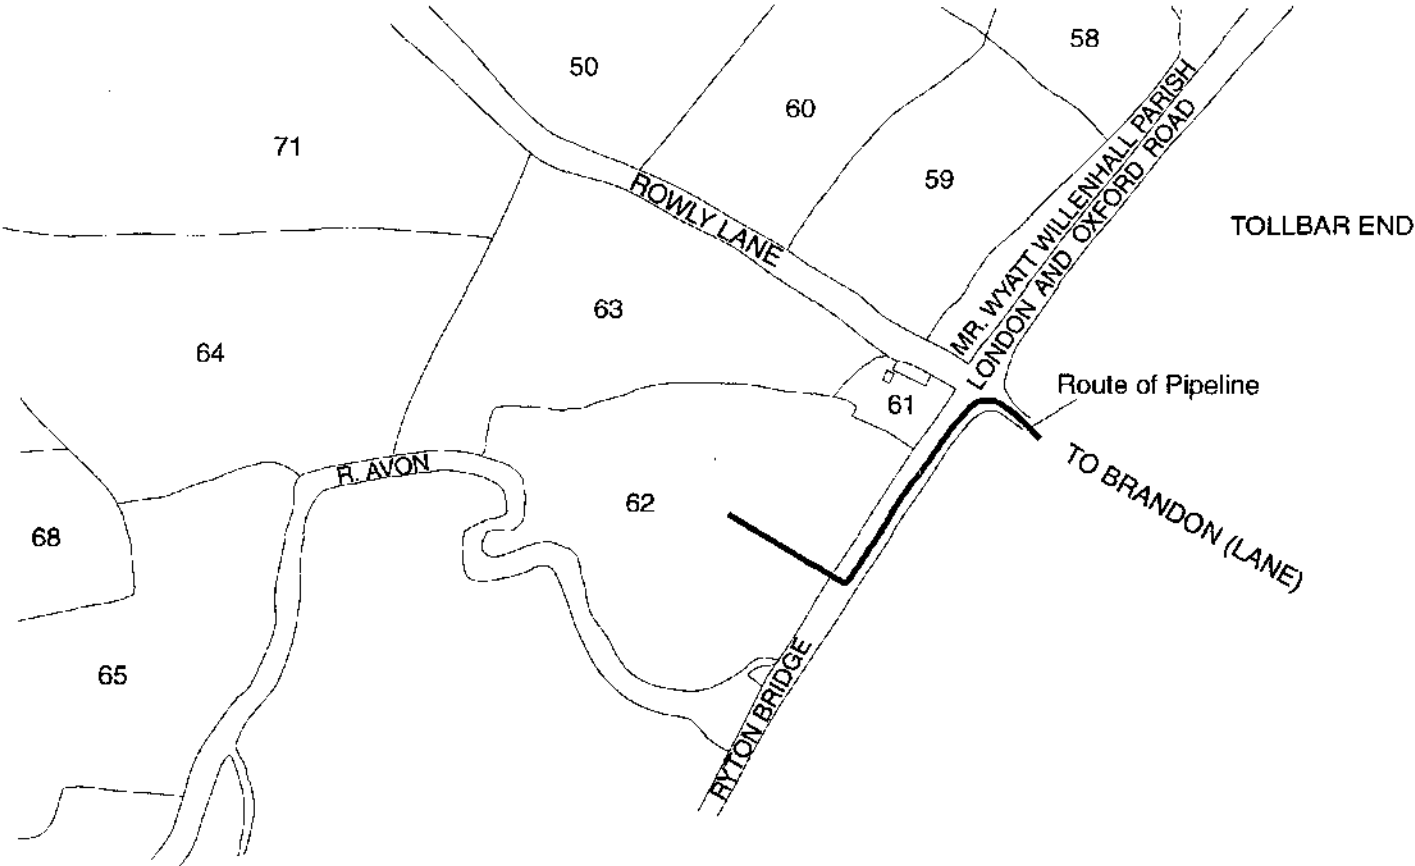 58
50
60
71
59
MR. WYATT WILLENHALL PARISH
LONDON AND OXFORD ROAD
ROWLY LANE
TOLLBAR END
63
64
61
Route of Pipeline
R. AVON
TO BRANDON (LANE)
62
68
65
RYTON BRIDGE